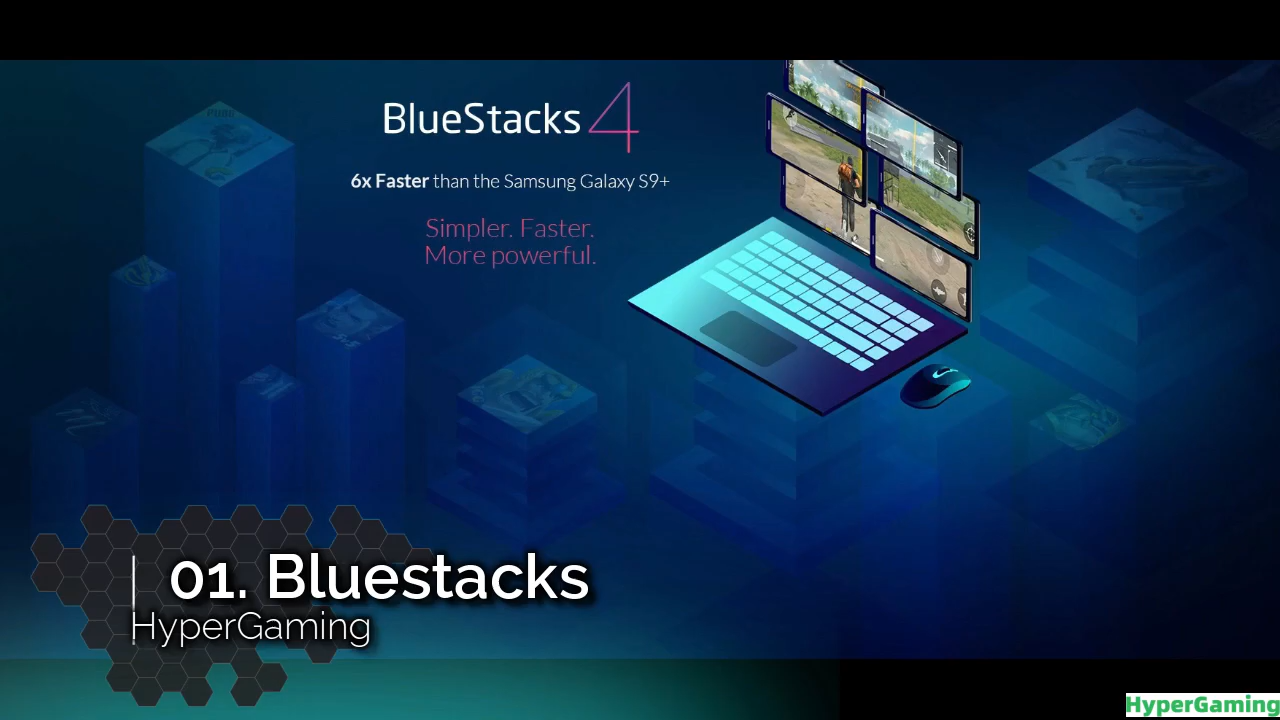 BlueStacks 4
6x Faster than the Samsung Galaxy S9+
Simpler. Faster.
More powerful.
01. Bluestacks
HyperGaming
HyperGaming